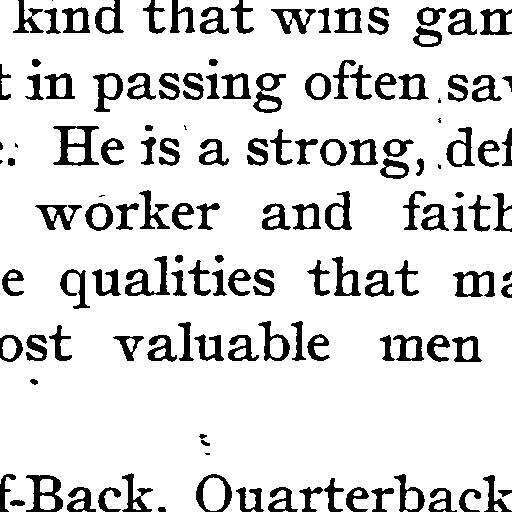 kind that wins gam
t in passing often sav
e. He is a strong, def
worker and faith
e qualities that ma
ost valuable men
f-Back, Quarterback